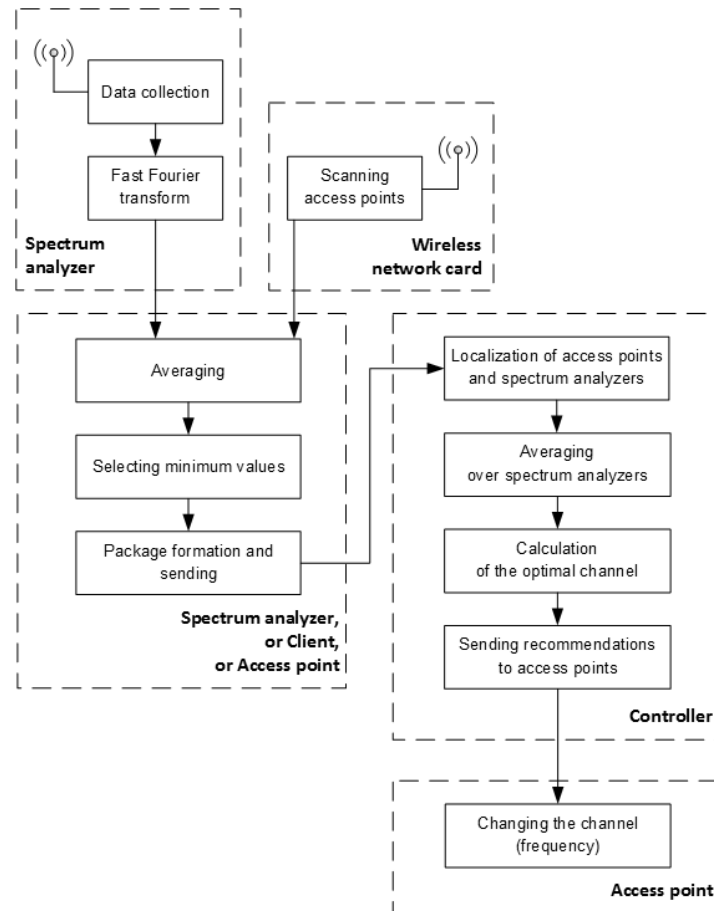 Data collection
Fast Fourier
transform
Spectrum
analyzer
Scanning
access points
Wireless
network card
Averaging
Selecting minimum values
Package formation and
sending
Spectrum analyzer,
or Client,
or Access point
Localization of access points
and spectrum analyzers
Averaging
over spectrum analyzers
Calculation
of the optimal channel
Sending recommendations
to access points
Controller
Changing the channel
(frequency)
Access point